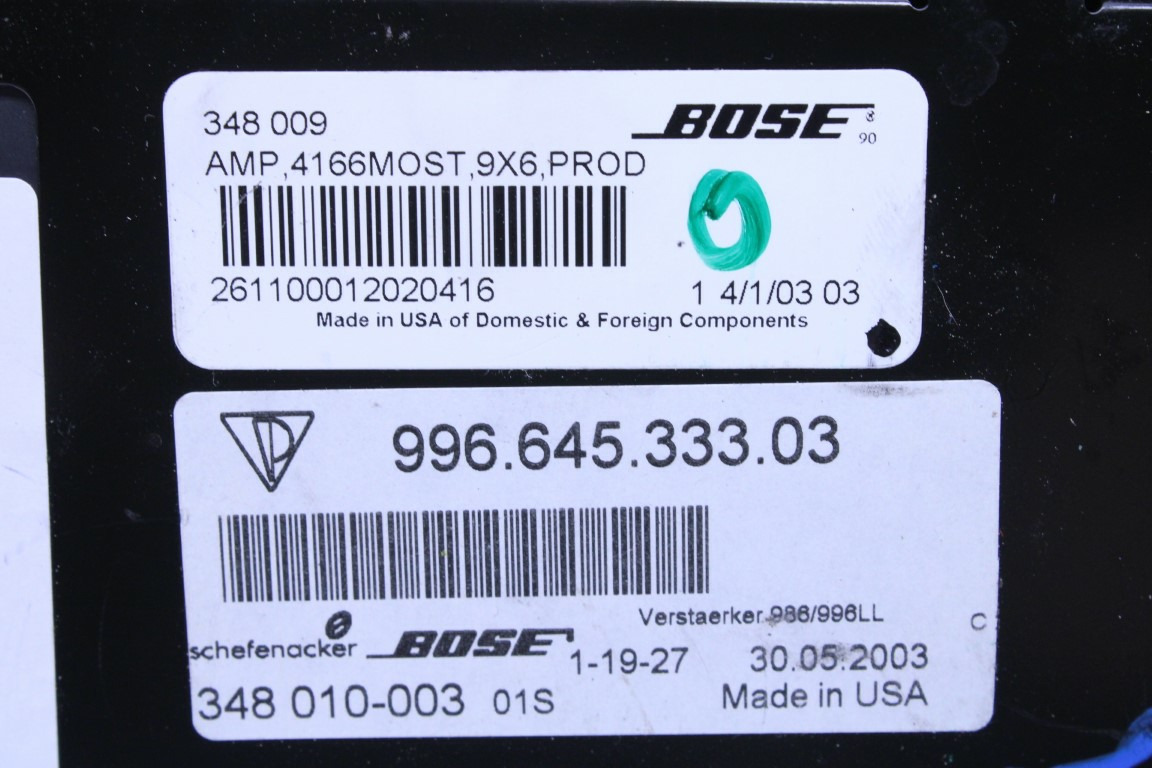 348 009
BOSE ® 90
AMP,4166MOST,9X6,PROD
261100012020416
1 4/1/03 03
Made in USA of Domestic & Foreign Components
996.645.333.03
Verstaerker 986/996LL
C
schefenacker BOSE 1-19-27 30.05.2003
348 010-003 01S Made in USA